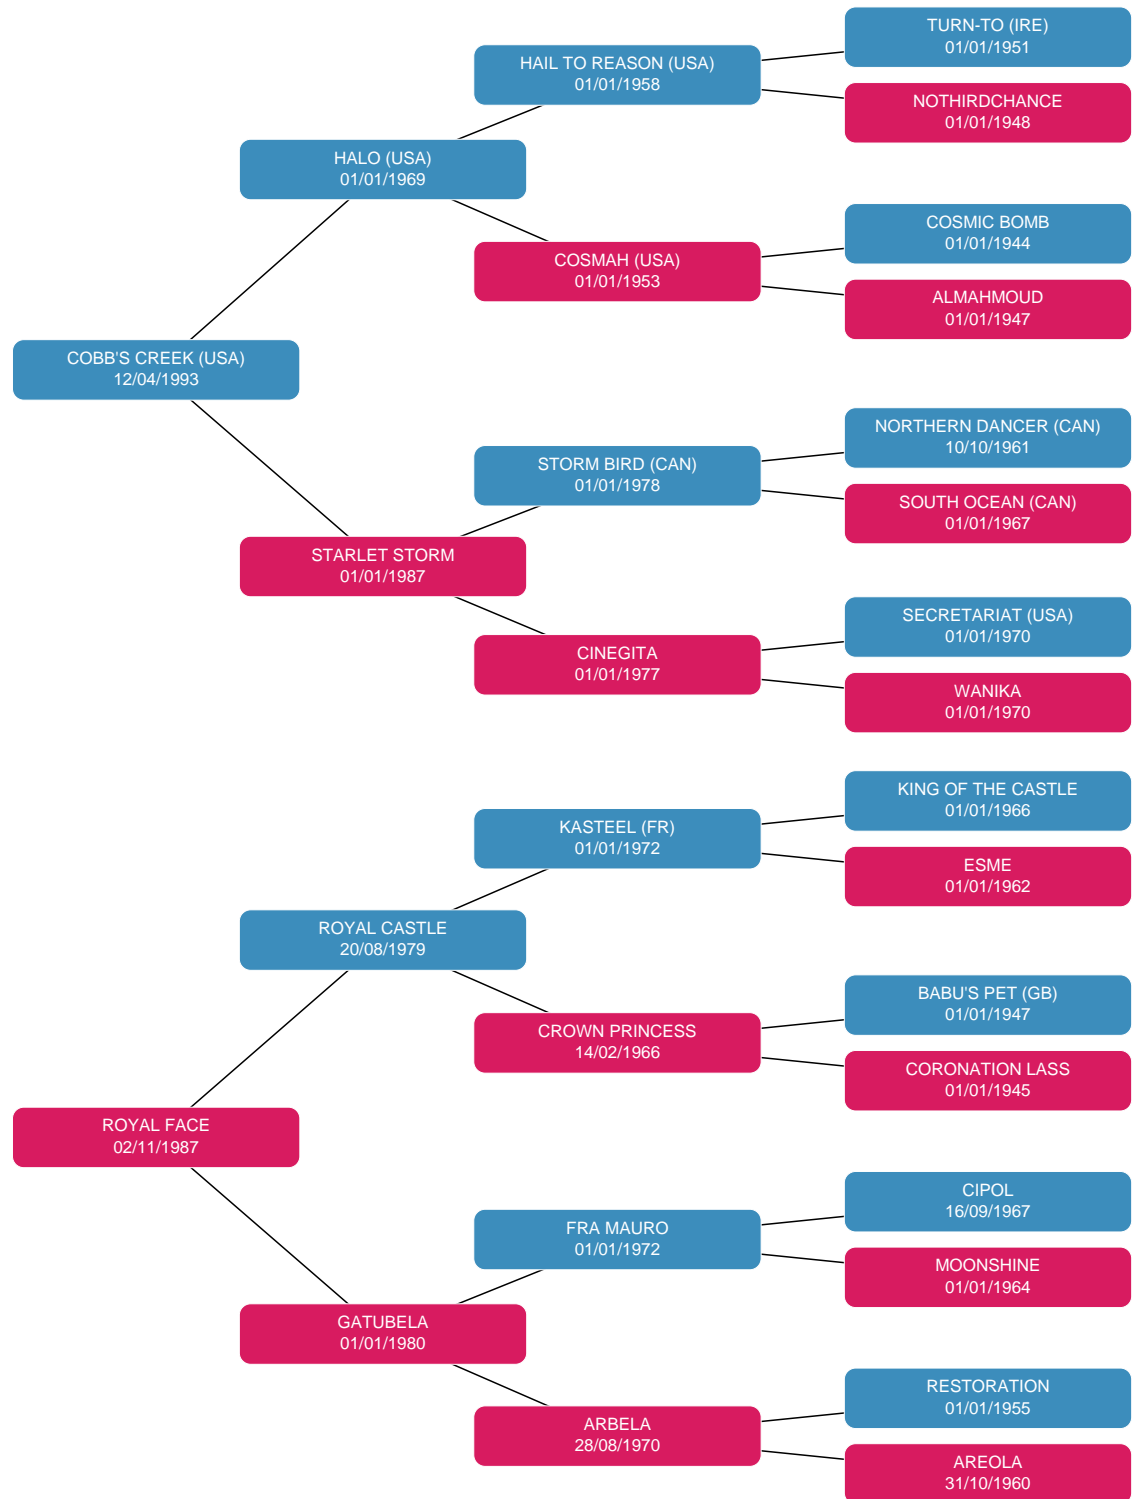 TURN-TO (IRE)
01/01/1951
HAIL TO REASON (USA)
01/01/1958
NOTHIRDCHANCE
01/01/1948
HALO (USA)
01/01/1969
COSMIC BOMB
01/01/1944
COSMAH (USA)
01/01/1953
ALMAHMOUD
01/01/1947
COBB'S CREEK (USA)
12/04/1993
NORTHERN DANCER (CAN)
10/10/1961
STORM BIRD (CAN)
01/01/1978
SOUTH OCEAN (CAN)
01/01/1967
STARLET STORM
01/01/1987
SECRETARIAT (USA)
01/01/1970
CINEGITA
01/01/1977
WANIKA
01/01/1970
KING OF THE CASTLE
01/01/1966
KASTEEL (FR)
01/01/1972
ESME
01/01/1962
ROYAL CASTLE
20/08/1979
BABU'S PET (GB)
01/01/1947
CROWN PRINCESS
14/02/1966
CORONATION LASS
01/01/1945
ROYAL FACE
02/11/1987
CIPOL
16/09/1967
FRA MAURO
01/01/1972
MOONSHINE
01/01/1964
GATUBELA
01/01/1980
RESTORATION
01/01/1955
ARBELA
28/08/1970
AREOLA
31/10/1960